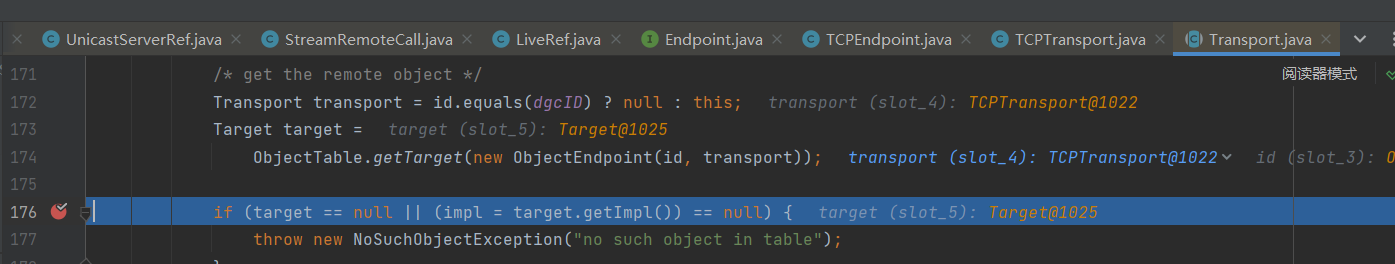 UnicastServerRef.java StreamRemoteCall.java LiveRef.java Endpoint.java TCPEndpoint.java TCPTransport.java Transport.java
171 /* get the remote object */ 阅读器模式
172 Transport transport = id.equals(dgcID) ? null : this; transport (slot_4): TCPTransport@1022
173 Target target = target (slot_5): Target@1025
174 ObjectTable.getTarget(new ObjectEndpoint(id, transport)); transport (slot_4): TCPTransport@1022 id (slot_3):
175
176 if (target == null || (impl = target.getImpl()) == null) { target (slot_5): Target@1025
177 throw new NoSuchObjectException("no such object in table");